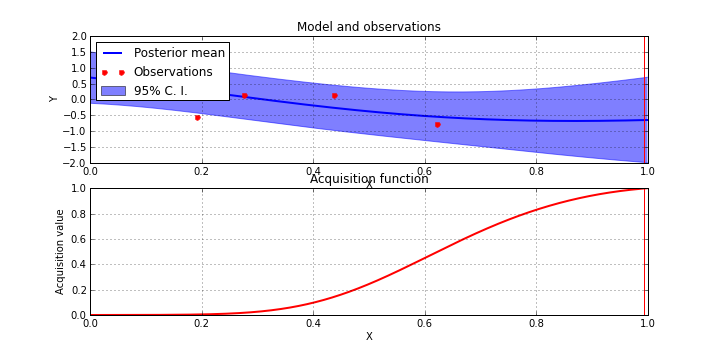 Model and observations
2.0
1.5
1.0
0.5
0.0
−0.5
−1.0
−1.5
−2.0
Y
Posterior mean
Observations
95% C. I.
0.0 0.2 0.4 0.6 0.8 1.0
X
Acquisition function
1.0
0.8
0.6
0.4
0.2
0.0
Acquisition value
0.0 0.2 0.4 0.6 0.8 1.0
X